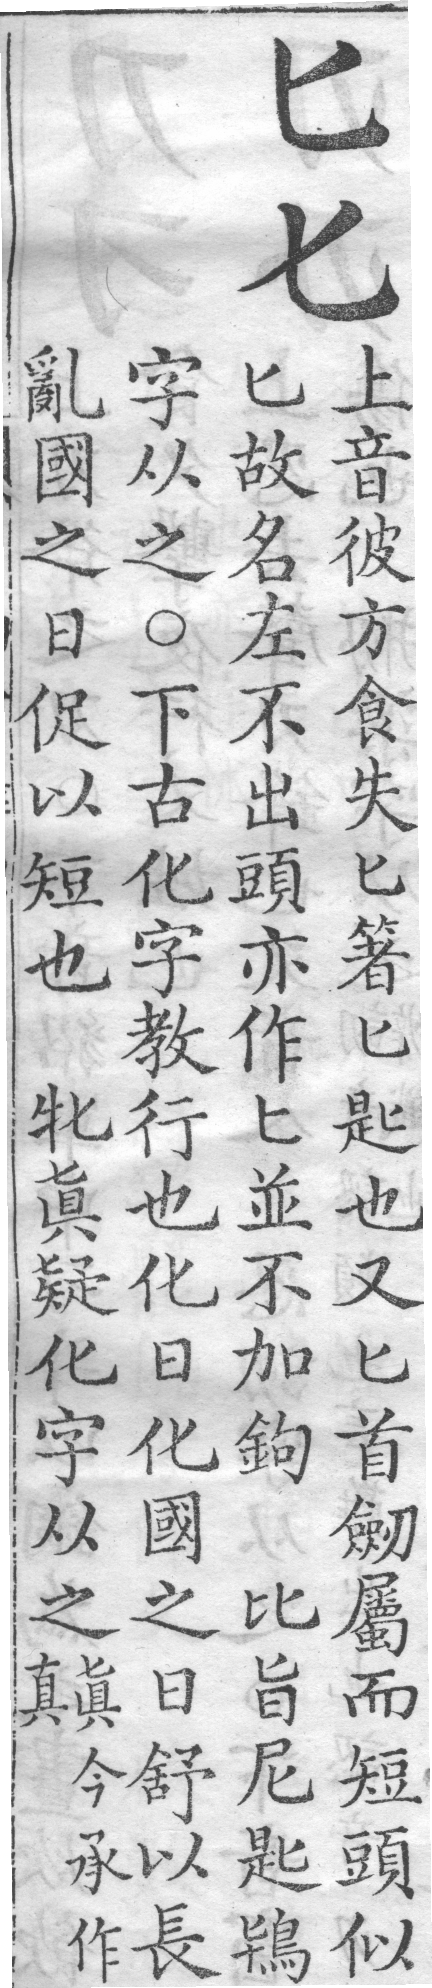 匕𠤎
上音彼方食失匕箸匕匙也又匕首劒屬而短頭似
匕故名左不出頭亦作𠤎並不加鉤　比旨尼匙鴇
字从之○下古化字教行也化日化國之日舒以長
亂國之日促以短也　牝眞疑化字从之眞今承作真